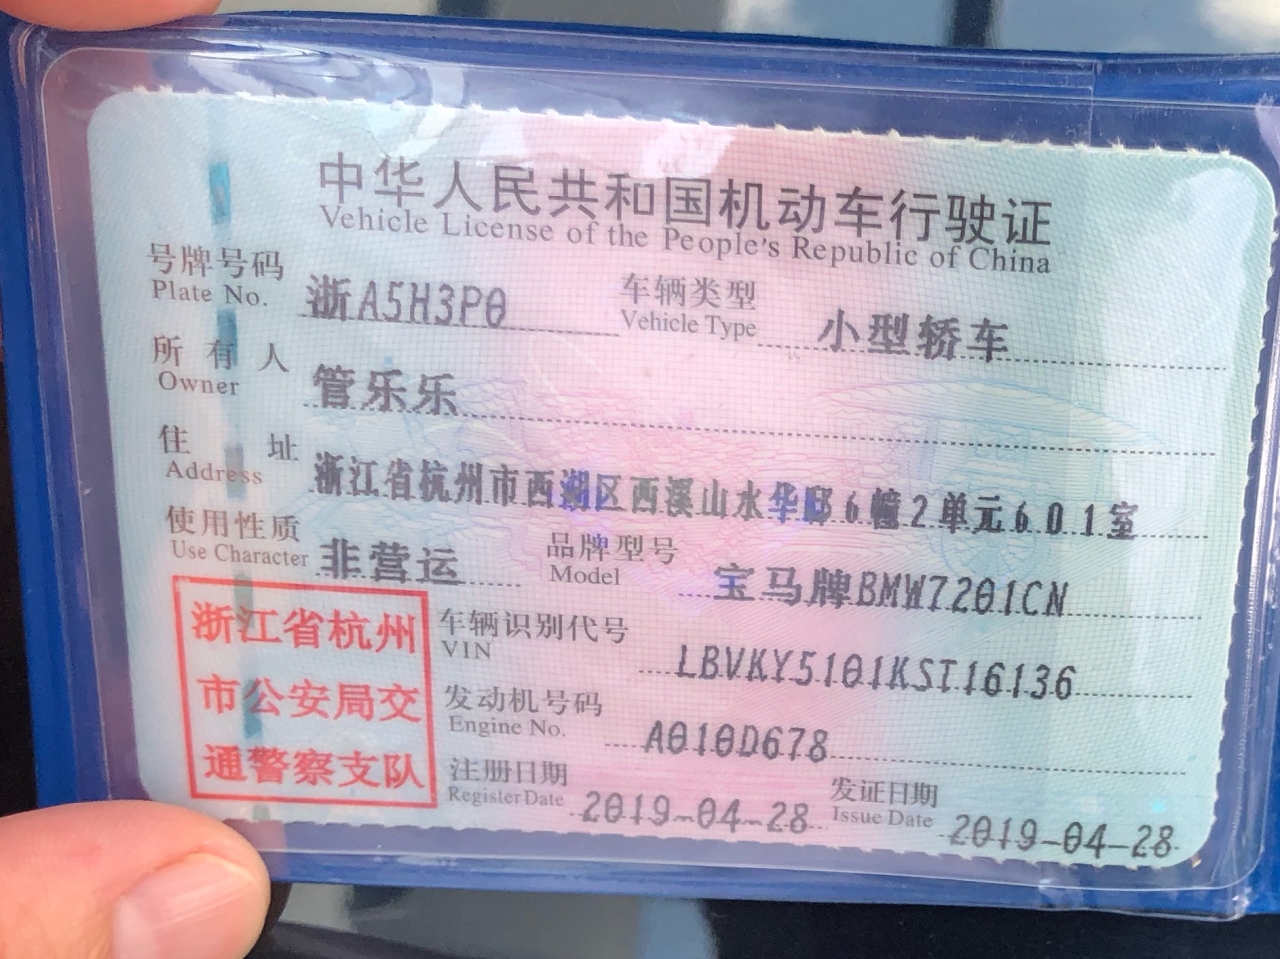 中华人民共和国机动车行驶证
Vehicle License of the People's Republic of China
号牌号码 浙A5H3P0 车辆类型 小型轿车
Plate No. Vehicle Type
所有人 管乐乐
Owner
住址 浙江省杭州市西湖区西溪山水华邸6幢2单元601室
Address
使用性质 非营运 品牌型号 宝马牌BMW7201CN
Use Character Model
浙江省杭州
市公安局交
通警察支队
车辆识别代号 LBVKY5101KST16136
VIN
发动机号码 A010D678
Engine No.
注册日期 2019-04-28 发证日期 2019-04-28
Register Date Issue Date